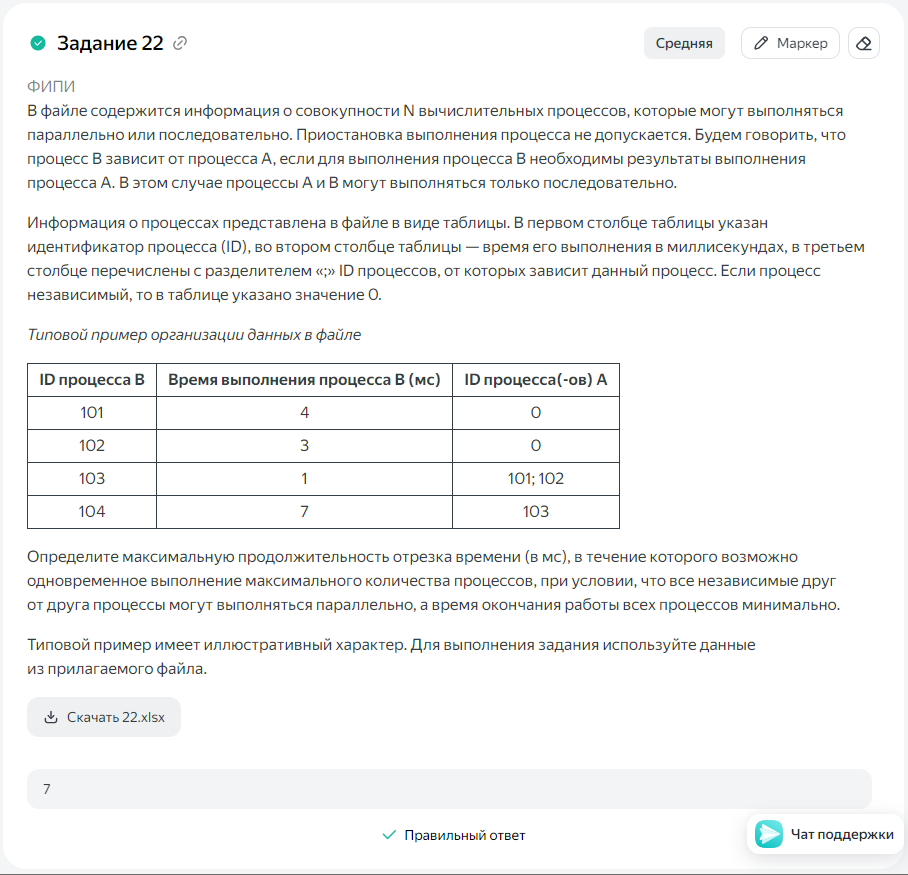 Задание 22
Средняя
Маркер
ФИПИ
В файле содержится информация о совокупности N вычислительных процессов, которые могут выполняться
параллельно или последовательно. Приостановка выполнения процесса не допускается. Будем говорить, что
процесс B зависит от процесса A, если для выполнения процесса B необходимы результаты выполнения
процесса A. В этом случае процессы A и B могут выполняться только последовательно.
Информация о процессах представлена в файле в виде таблицы. В первом столбце таблицы указан
идентификатор процесса (ID), во втором столбце таблицы — время его выполнения в миллисекундах, в третьем
столбце перечислены с разделителем «;» ID процессов, от которых зависит данный процесс. Если процесс
независимый, то в таблице указано значение 0.
Типовой пример организации данных в файле
ID процесса B Время выполнения процесса B (мс) ID процесса(-ов) A
101 4 0
102 3 0
103 1 101; 102
104 7 103
Определите максимальную продолжительность отрезка времени (в мс), в течение которого возможно
одновременное выполнение максимального количества процессов, при условии, что все независимые друг
от друга процессы могут выполняться параллельно, а время окончания работы всех процессов минимально.
Типовой пример имеет иллюстративный характер. Для выполнения задания используйте данные
из прилагаемого файла.
Скачать 22.xlsx
7
Правильный ответ
Чат поддержки